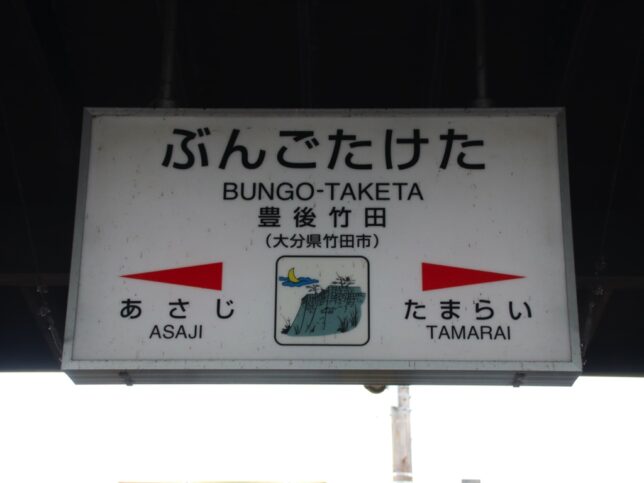 ぶんごたけた
BUNGO-TAKETA
豊後竹田
(大分県竹田市)
あさじ
ASAJI
たまらい
TAMARAI